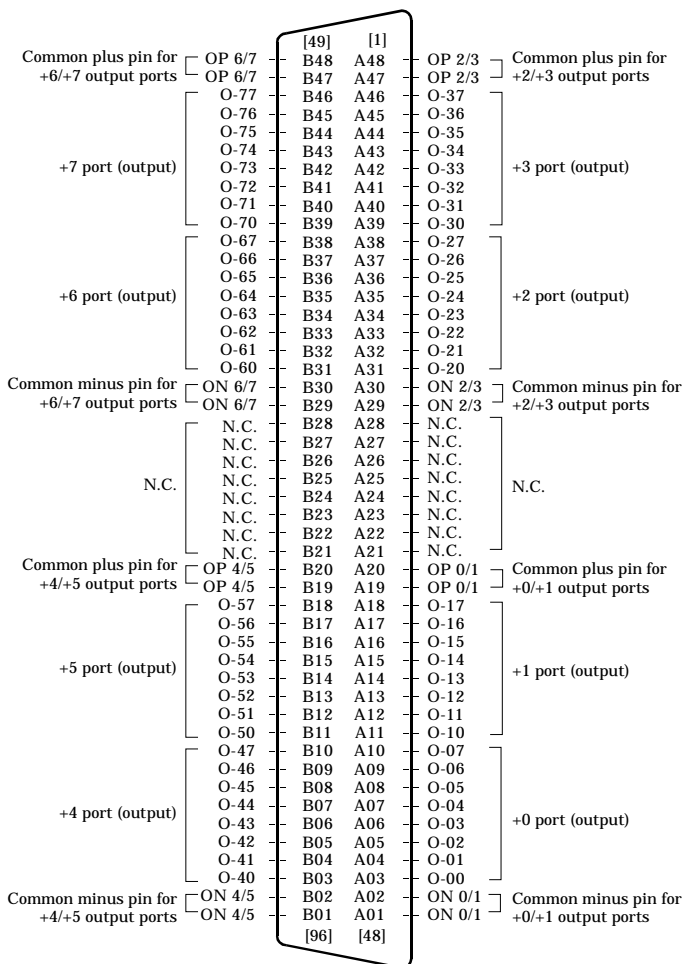 [49] [1]
Common plus pin for +6/+7 output ports OP 6/7 B48 A48 OP 2/3 Common plus pin for +2/+3 output ports
OP 6/7 B47 A47 OP 2/3
O-77 B46 A46 O-37
O-76 B45 A45 O-36
O-75 B44 A44 O-35
O-74 B43 A43 O-34
+7 port (output) O-73 B42 A42 O-33 +3 port (output)
O-72 B41 A41 O-32
O-71 B40 A40 O-31
O-70 B39 A39 O-30
O-67 B38 A38 O-27
O-66 B37 A37 O-26
O-65 B36 A36 O-25
+6 port (output) O-64 B35 A35 O-24 +2 port (output)
O-63 B34 A34 O-23
O-62 B33 A33 O-22
O-61 B32 A32 O-21
O-60 B31 A31 O-20
Common minus pin for +6/+7 output ports ON 6/7 B30 A30 ON 2/3 Common minus pin for +2/+3 output ports
ON 6/7 B29 A29 ON 2/3
N.C. B28 A28 N.C.
N.C. B27 A27 N.C.
N.C. B26 A26 N.C.
N.C. N.C. B25 A25 N.C. N.C.
N.C. B24 A24 N.C.
N.C. B23 A23 N.C.
N.C. B22 A22 N.C.
N.C. B21 A21 N.C.
Common plus pin for +4/+5 output ports OP 4/5 B20 A20 OP 0/1 Common plus pin for +0/+1 output ports
OP 4/5 B19 A19 OP 0/1
O-57 B18 A18 O-17
O-56 B17 A17 O-16
O-55 B16 A16 O-15
+5 port (output) O-54 B15 A15 O-14 +1 port (output)
O-53 B14 A14 O-13
O-52 B13 A13 O-12
O-51 B12 A12 O-11
O-50 B11 A11 O-10
O-47 B10 A10 O-07
O-46 B09 A09 O-06
O-45 B08 A08 O-05
+4 port (output) O-44 B07 A07 O-04 +0 port (output)
O-43 B06 A06 O-03
O-42 B05 A05 O-02
O-41 B04 A04 O-01
O-40 B03 A03 O-00
Common minus pin for +4/+5 output ports ON 4/5 B02 A02 ON 0/1 Common minus pin for +0/+1 output ports
ON 4/5 B01 A01 ON 0/1
[96] [48]